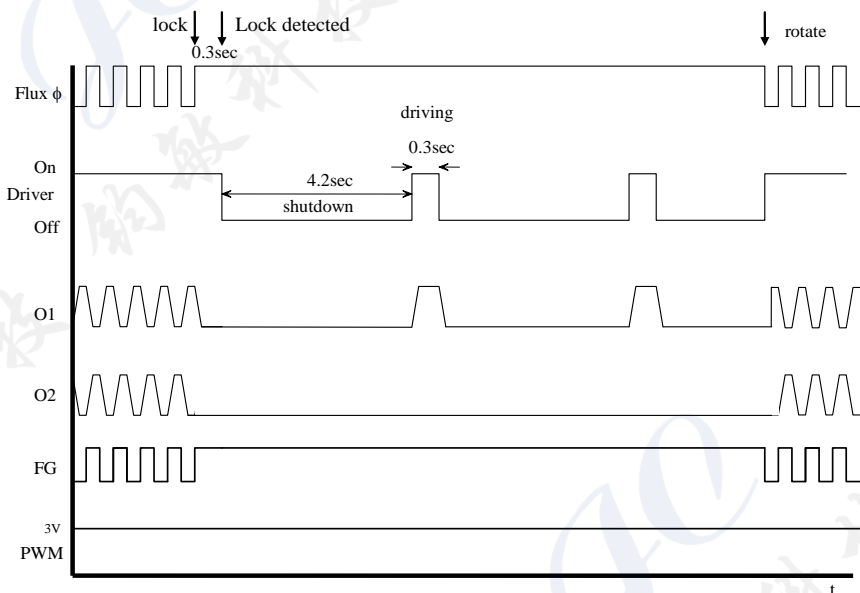 lock
Lock detected
rotate
0.3sec
Flux ϕ
driving
0.3sec
On
4.2sec
Driver
shutdown
Off
O1
O2
FG
3V
PWM
t